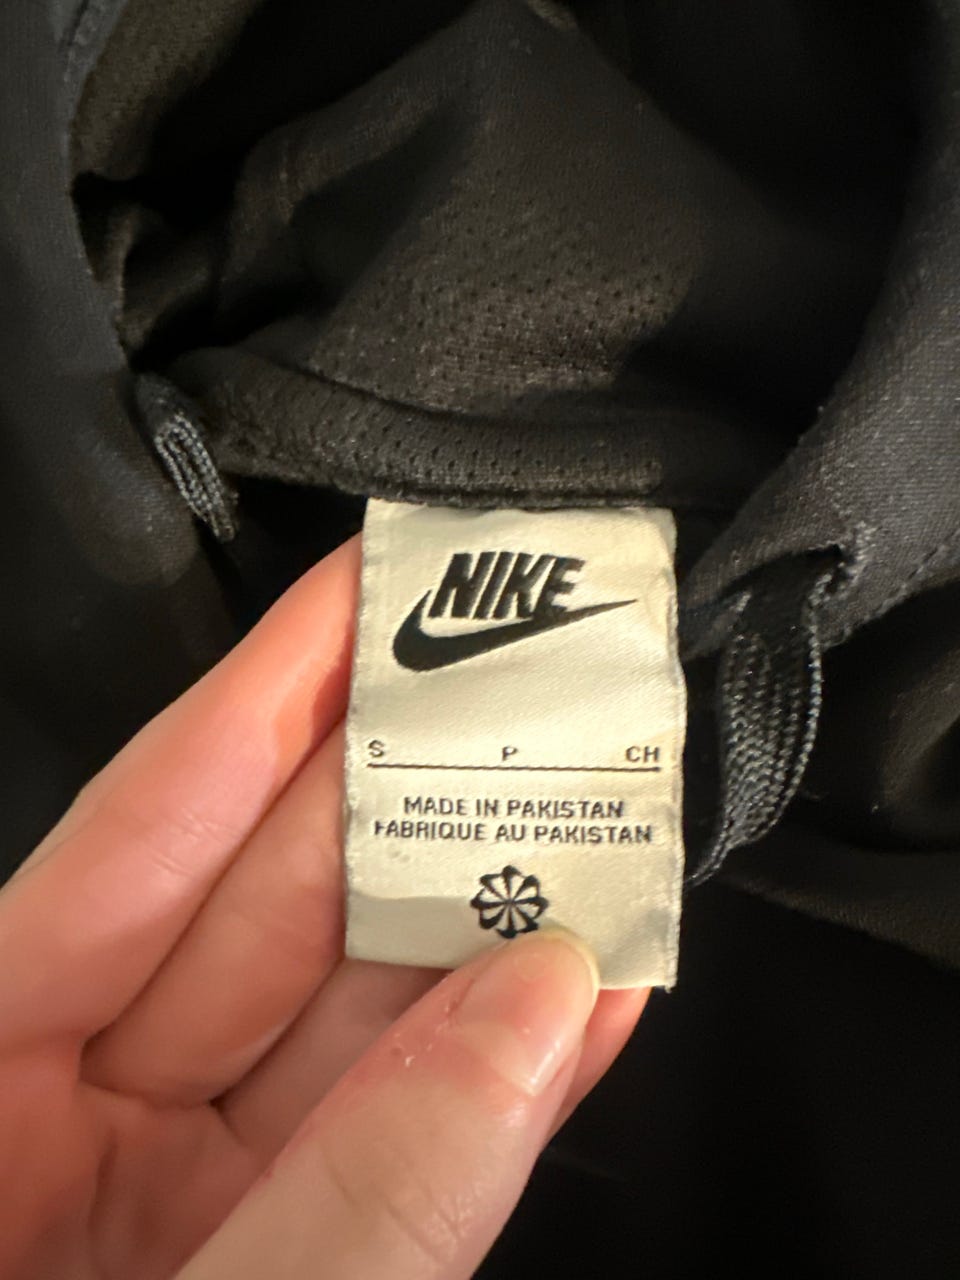 NIKE
S P CH
MADE IN PAKISTAN
FABRIQUE AU PAKISTAN